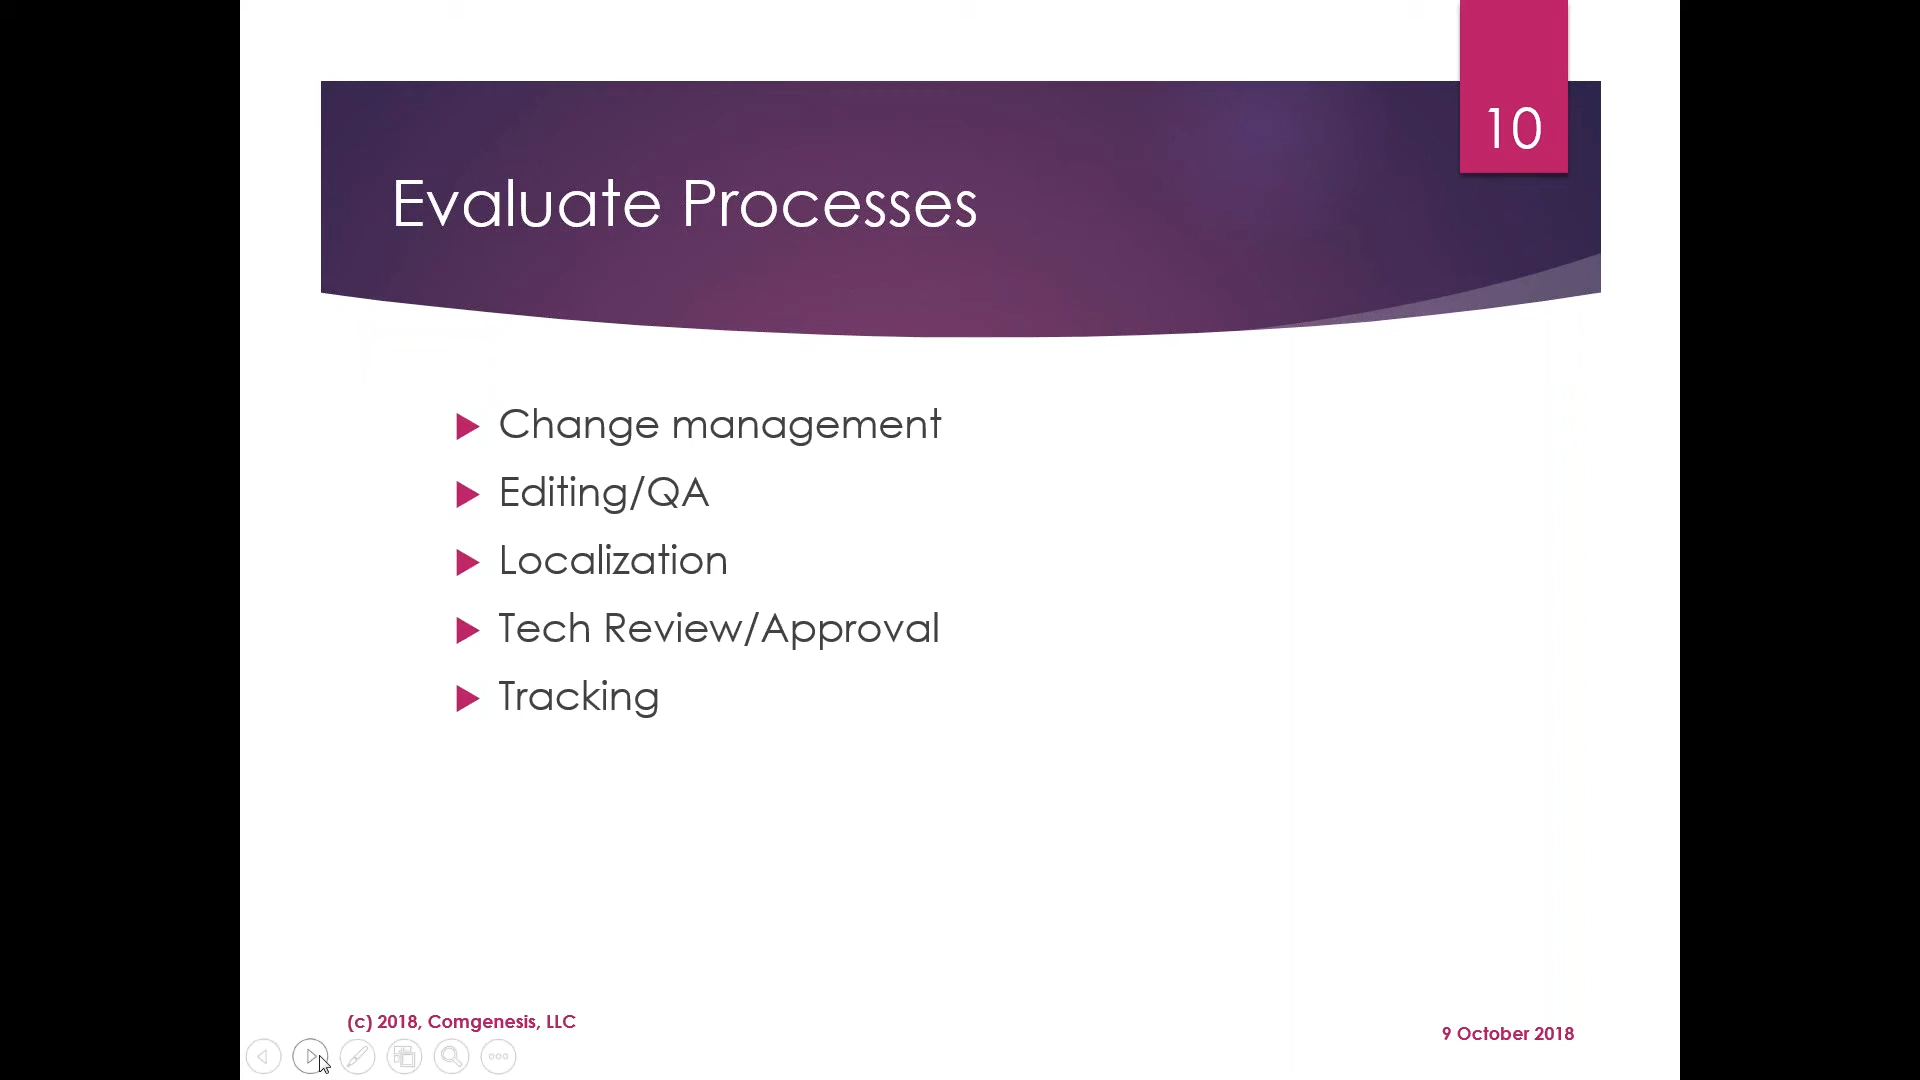 10
Evaluate Processes
Change management
Editing/QA
Localization
Tech Review/Approval
Tracking
(c) 2018, Comgenesis, LLC
9 October 2018